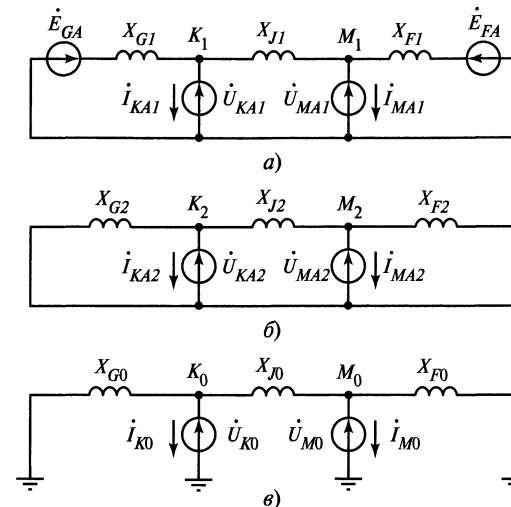 Ė_GA X_G1 K_1 X_J1 M_1 X_F1 Ė_FA
İ_KA1 U̇_KA1 U̇_MA1 İ_MA1
а)
X_G2 K_2 X_J2 M_2 X_F2
İ_KA2 U̇_KA2 U̇_MA2 İ_MA2
б)
X_G0 K_0 X_J0 M_0 X_F0
İ_K0 U̇_K0 U̇_M0 İ_M0
в)